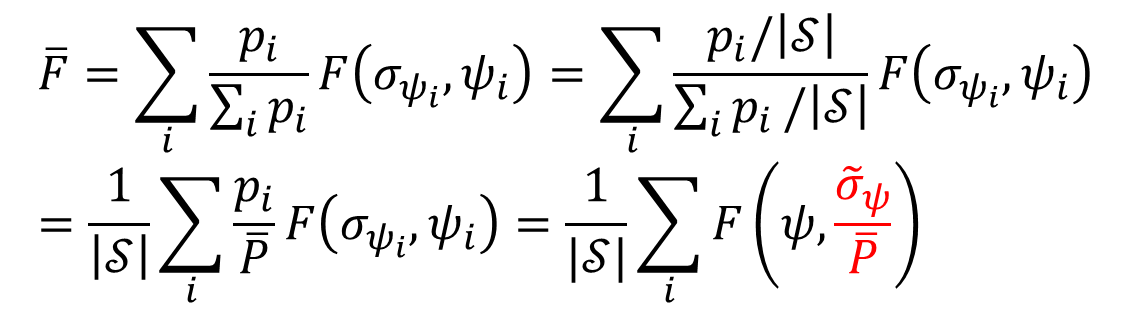 F̄ = ∑_i p_i/∑_i p_i F(σ_{ψ_i}, ψ_i) = ∑_i (p_i/|𝒮|)/(∑_i p_i /|𝒮|) F(σ_{ψ_i}, ψ_i)
= 1/|𝒮| ∑_i p_i/P̄ F(σ_{ψ_i}, ψ_i) = 1/|𝒮| ∑_i F(ψ, σ̃_ψ/P̄)